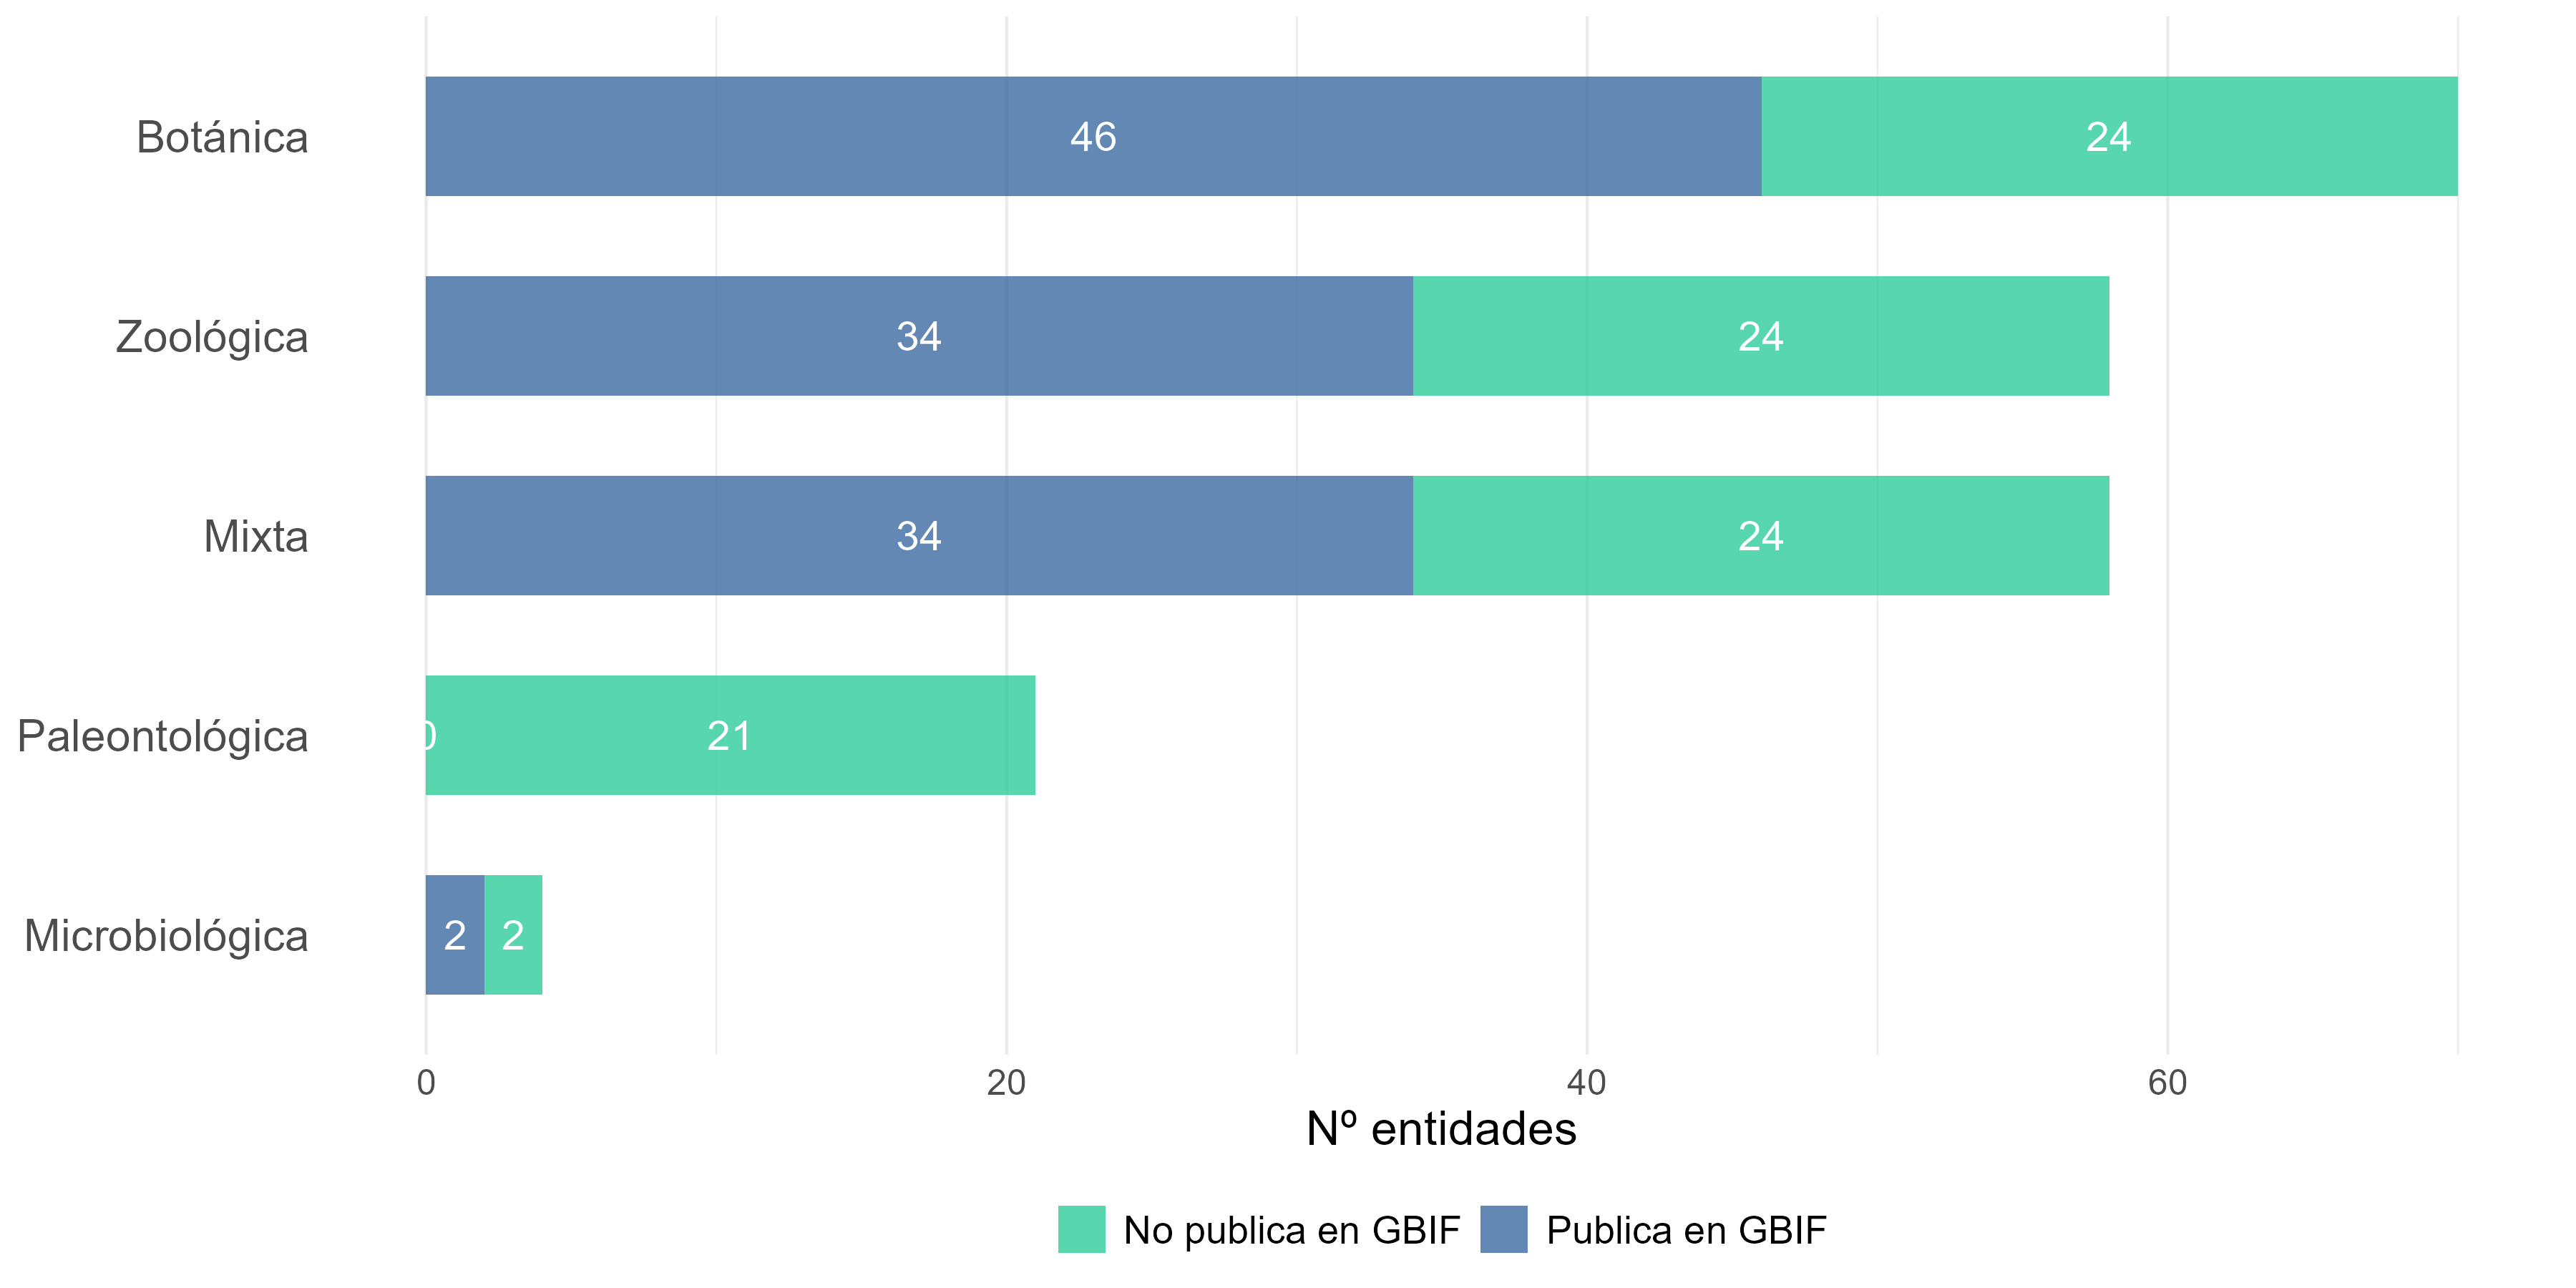 Botánica
46
24
Zoológica
34
24
Mixta
34
24
Paleontológica
0
21
Microbiológica
2
2
0
20
40
60
Nº entidades
No publica en GBIF
Publica en GBIF